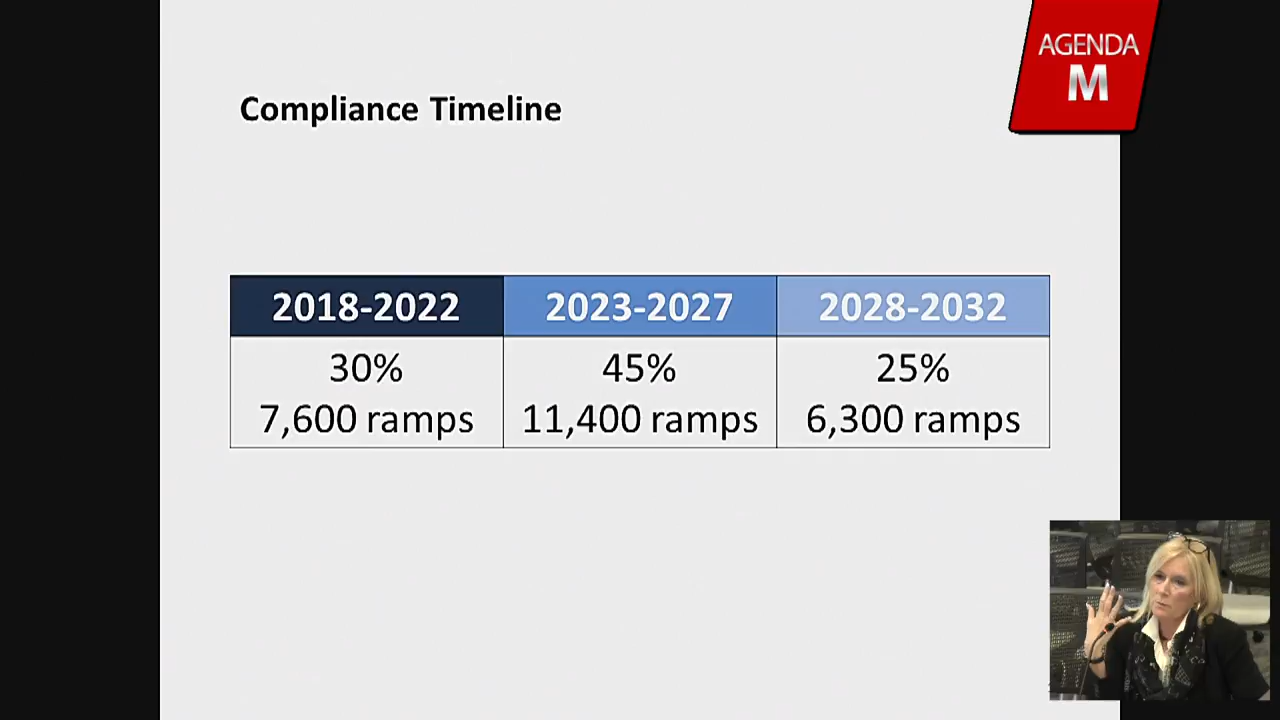 AGENDA
M
Compliance Timeline
2018-2022 2023-2027 2028-2032
30% 45% 25%
7,600 ramps 11,400 ramps 6,300 ramps